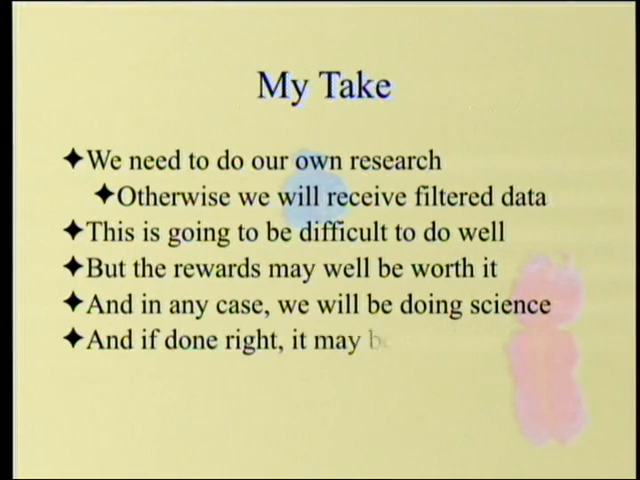 My Take
We need to do our own research
Otherwise we will receive filtered data
This is going to be difficult to do well
But the rewards may well be worth it
And in any case, we will be doing science
And if done right, it may